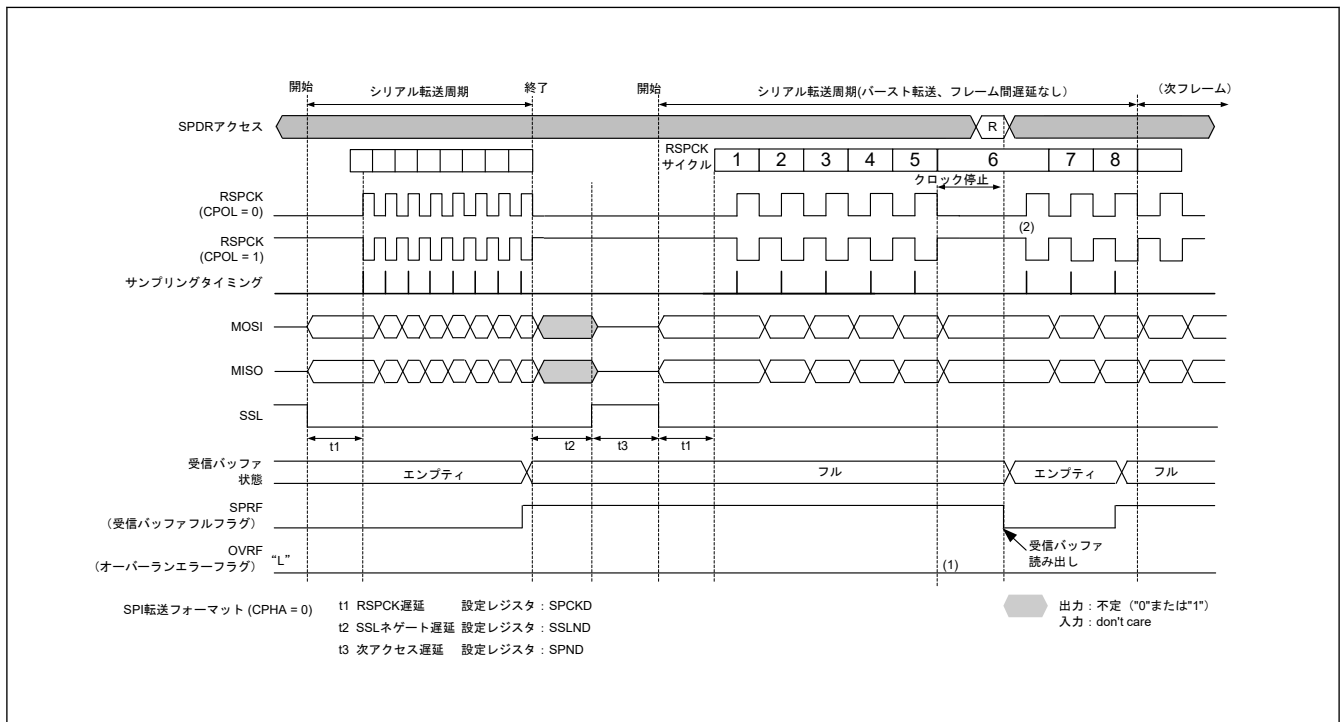 開始
シリアル転送周期
終了
開始
シリアル転送周期(バースト転送、フレーム間遅延なし）
（次フレーム）
SPDRアクセス
R
RSPCK
サイクル
1 2 3 4 5 6 7 8
クロック停止
RSPCK
(CPOL = 0)
(2)
RSPCK
(CPOL = 1)
サンプリングタイミング
MOSI
MISO
SSL
t1
t2
t3
t1
受信バッファ
状態
エンプティ
フル
エンプティ
フル
SPRF
（受信バッファフルフラグ）
受信バッファ
読み出し
OVRF
（オーバーランエラーフラグ）
“L”
(1)
SPI転送フォーマット (CPHA = 0)
t1 RSPCK遅延 設定レジスタ：SPCKD
t2 SSLネゲート遅延 設定レジスタ：SSLND
t3 次アクセス遅延 設定レジスタ：SPND
出力：不定（"0"または"1"）
入力：don't care